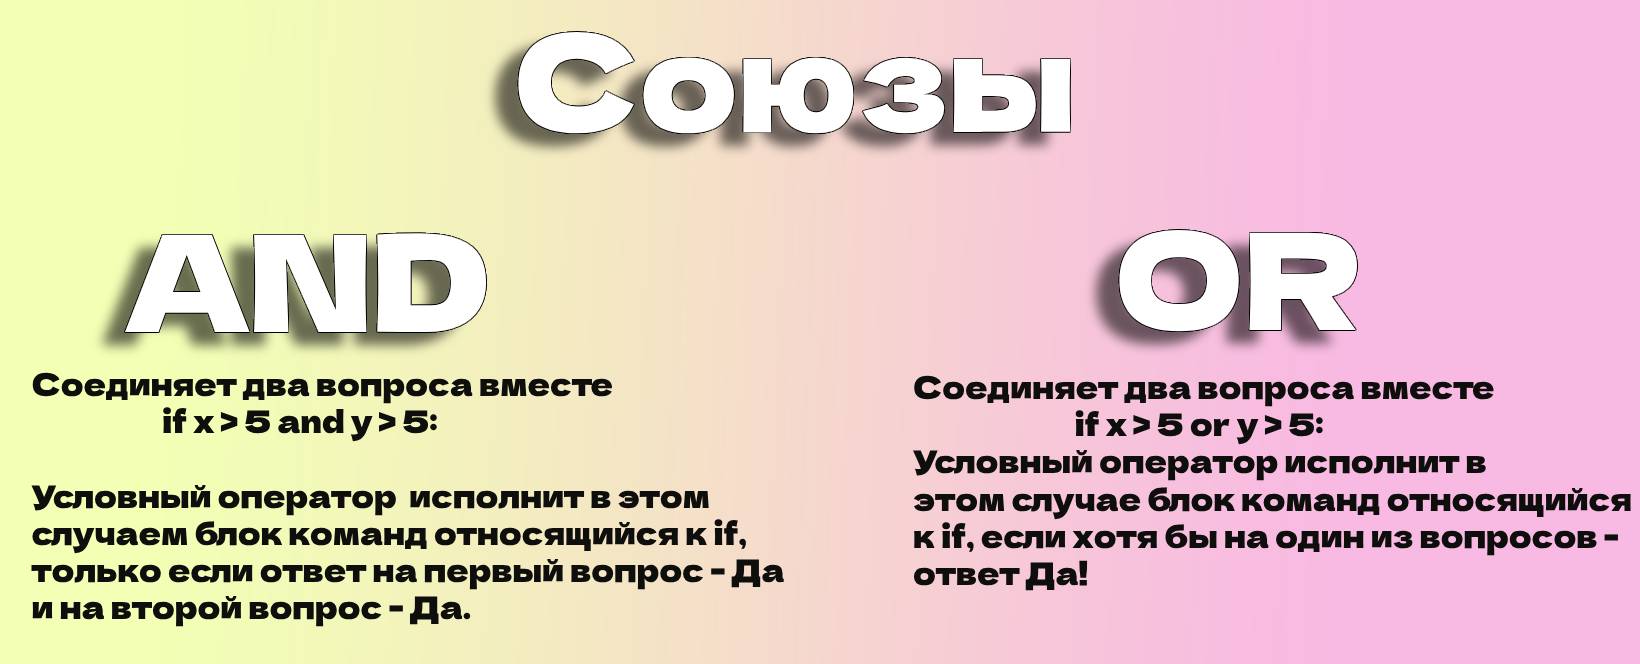 Союзы
AND
Соединяет два вопроса вместе
if x > 5 and y > 5:
Условный оператор исполнит в этом
случаем блок команд относящийся к if,
только если ответ на первый вопрос - Да
и на второй вопрос - Да.
OR
Соединяет два вопроса вместе
if x > 5 or y > 5:
Условный оператор исполнит в
этом случае блок команд относящийся
к if, если хотя бы на один из вопросов -
ответ Да!